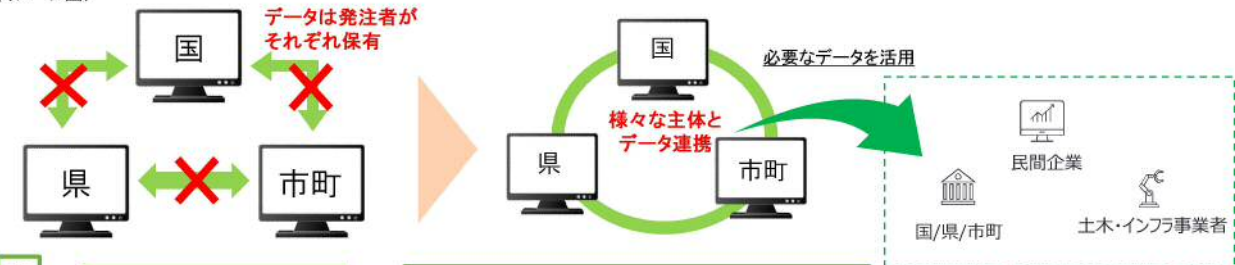 データは発注者が
それぞれ保有
国
県
市町
国
様々な主体と
データ連携
県
市町
必要なデータを活用
民間企業
国/県/市町
土木・インフラ事業者